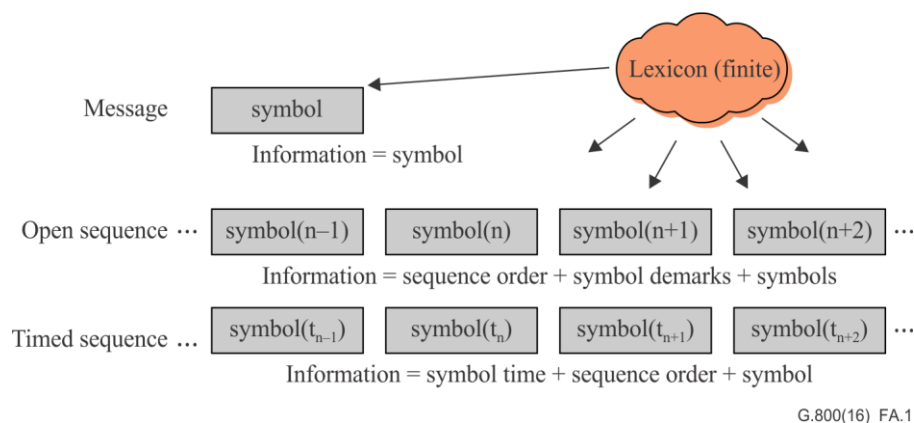 Lexicon (finite)
Message
symbol
Information = symbol
Open sequence ... symbol(n–1) symbol(n) symbol(n+1) symbol(n+2) ...
Information = sequence order + symbol demarks + symbols
Timed sequence ... symbol(tₙ₋₁) symbol(tₙ) symbol(tₙ₊₁) symbol(tₙ₊₂) ...
Information = symbol time + sequence order + symbol
G.800(16) FA.1